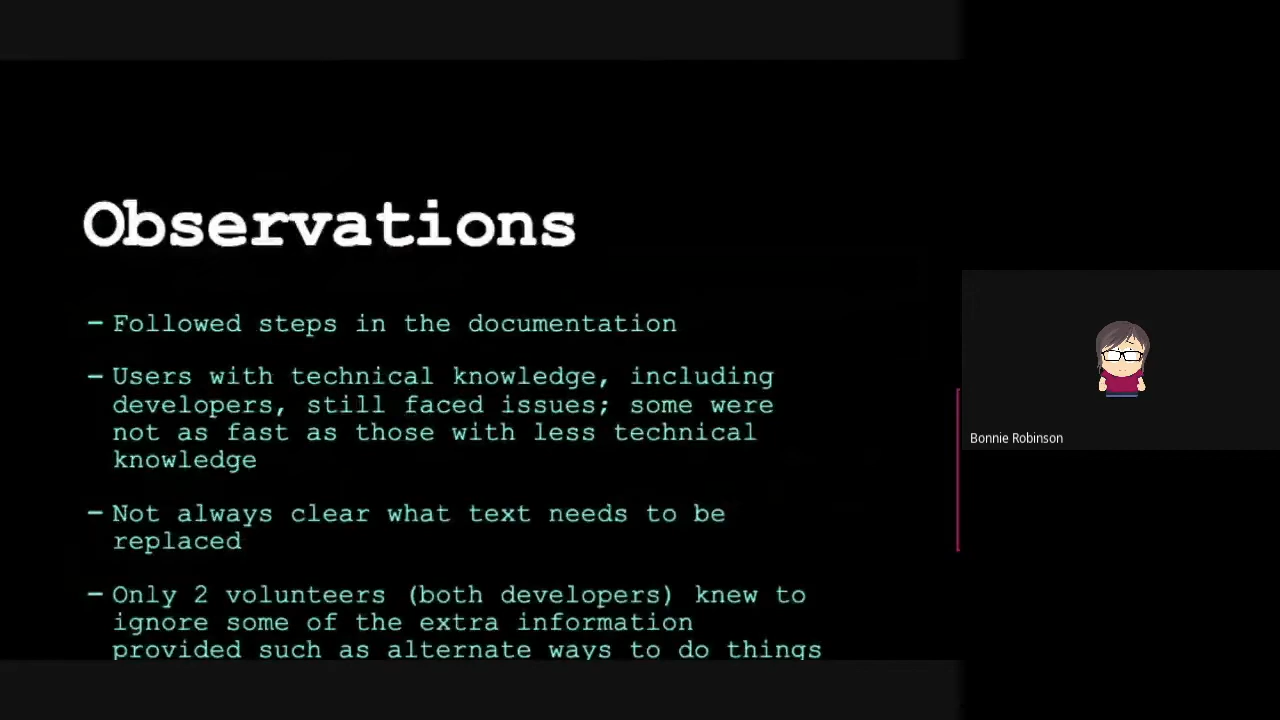 Observations
– Followed steps in the documentation
– Users with technical knowledge, including
developers, still faced issues; some were
not as fast as those with less technical
knowledge
– Not always clear what text needs to be
replaced
– Only 2 volunteers (both developers) knew to
ignore some of the extra information
provided such as alternate ways to do things
Bonnie Robinson